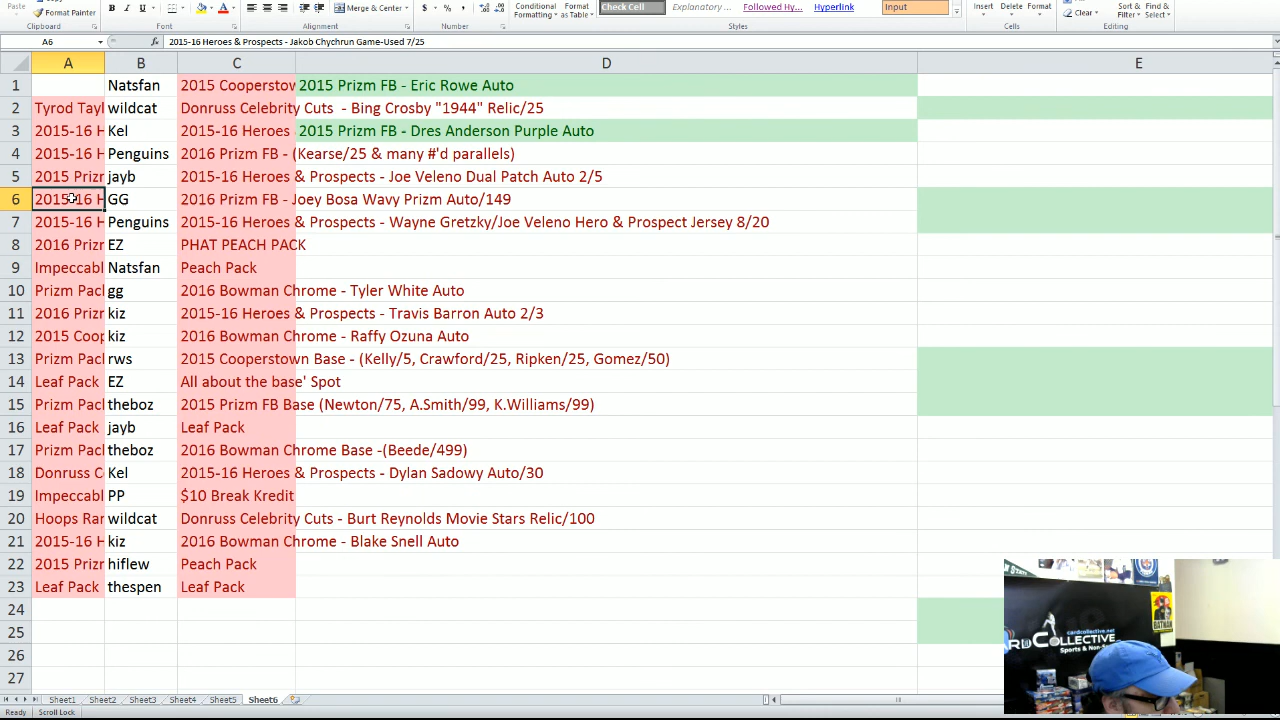 Paste
Format Painter
B I U
A
Merge & Center
$ % ,
Conditional Formatting
Format as Table
Check Cell
Explanatory ...
Followed Hy...
Hyperlink
Input
Insert Delete Format
Clear
Sort & Filter
Find & Select
Clipboard Font Alignment Number Styles Cells Editing
A6 fx 2015-16 Heroes & Prospects - Jakob Chychrun Game-Used 7/25
A B C D E
1 Natsfan 2015 Cooperstow 2015 Prizm FB - Eric Rowe Auto
2 Tyrod Tayl wildcat Donruss Celebrity Cuts - Bing Crosby "1944" Relic/25
3 2015-16 H Kel 2015-16 Heroes 2015 Prizm FB - Dres Anderson Purple Auto
4 2015-16 H Penguins 2016 Prizm FB - (Kearse/25 & many #'d parallels)
5 2015 Prizr jayb 2015-16 Heroes & Prospects - Joe Veleno Dual Patch Auto 2/5
6 2015-16 H GG 2016 Prizm FB - Joey Bosa Wavy Prizm Auto/149
7 2015-16 H Penguins 2015-16 Heroes & Prospects - Wayne Gretzky/Joe Veleno Hero & Prospect Jersey 8/20
8 2016 Prizr EZ PHAT PEACH PACK
9 Impeccabl Natsfan Peach Pack
10 Prizm Pacl gg 2016 Bowman Chrome - Tyler White Auto
11 2016 Prizr kiz 2015-16 Heroes & Prospects - Travis Barron Auto 2/3
12 2015 Coop kiz 2016 Bowman Chrome - Raffy Ozuna Auto
13 Prizm Pacl rws 2015 Cooperstown Base - (Kelly/5, Crawford/25, Ripken/25, Gomez/50)
14 Leaf Pack EZ All about the base' Spot
15 Prizm Pacl theboz 2015 Prizm FB Base (Newton/75, A.Smith/99, K.Williams/99)
16 Leaf Pack jayb Leaf Pack
17 Prizm Pacl theboz 2016 Bowman Chrome Base -(Beede/499)
18 Donruss C Kel 2015-16 Heroes & Prospects - Dylan Sadowy Auto/30
19 Impeccabl PP $10 Break Kredit
20 Hoops Rar wildcat Donruss Celebrity Cuts - Burt Reynolds Movie Stars Relic/100
21 2015-16 H kiz 2016 Bowman Chrome - Blake Snell Auto
22 2015 Prizr hiflew Peach Pack
23 Leaf Pack thespen Leaf Pack
24
25
26
27
cardcollective.net
ARDCOLLECTIVE
Sports & Non-S
Sheet1 Sheet2 Sheet3 Sheet4 Sheet5 Sheet6
Ready Scroll Lock